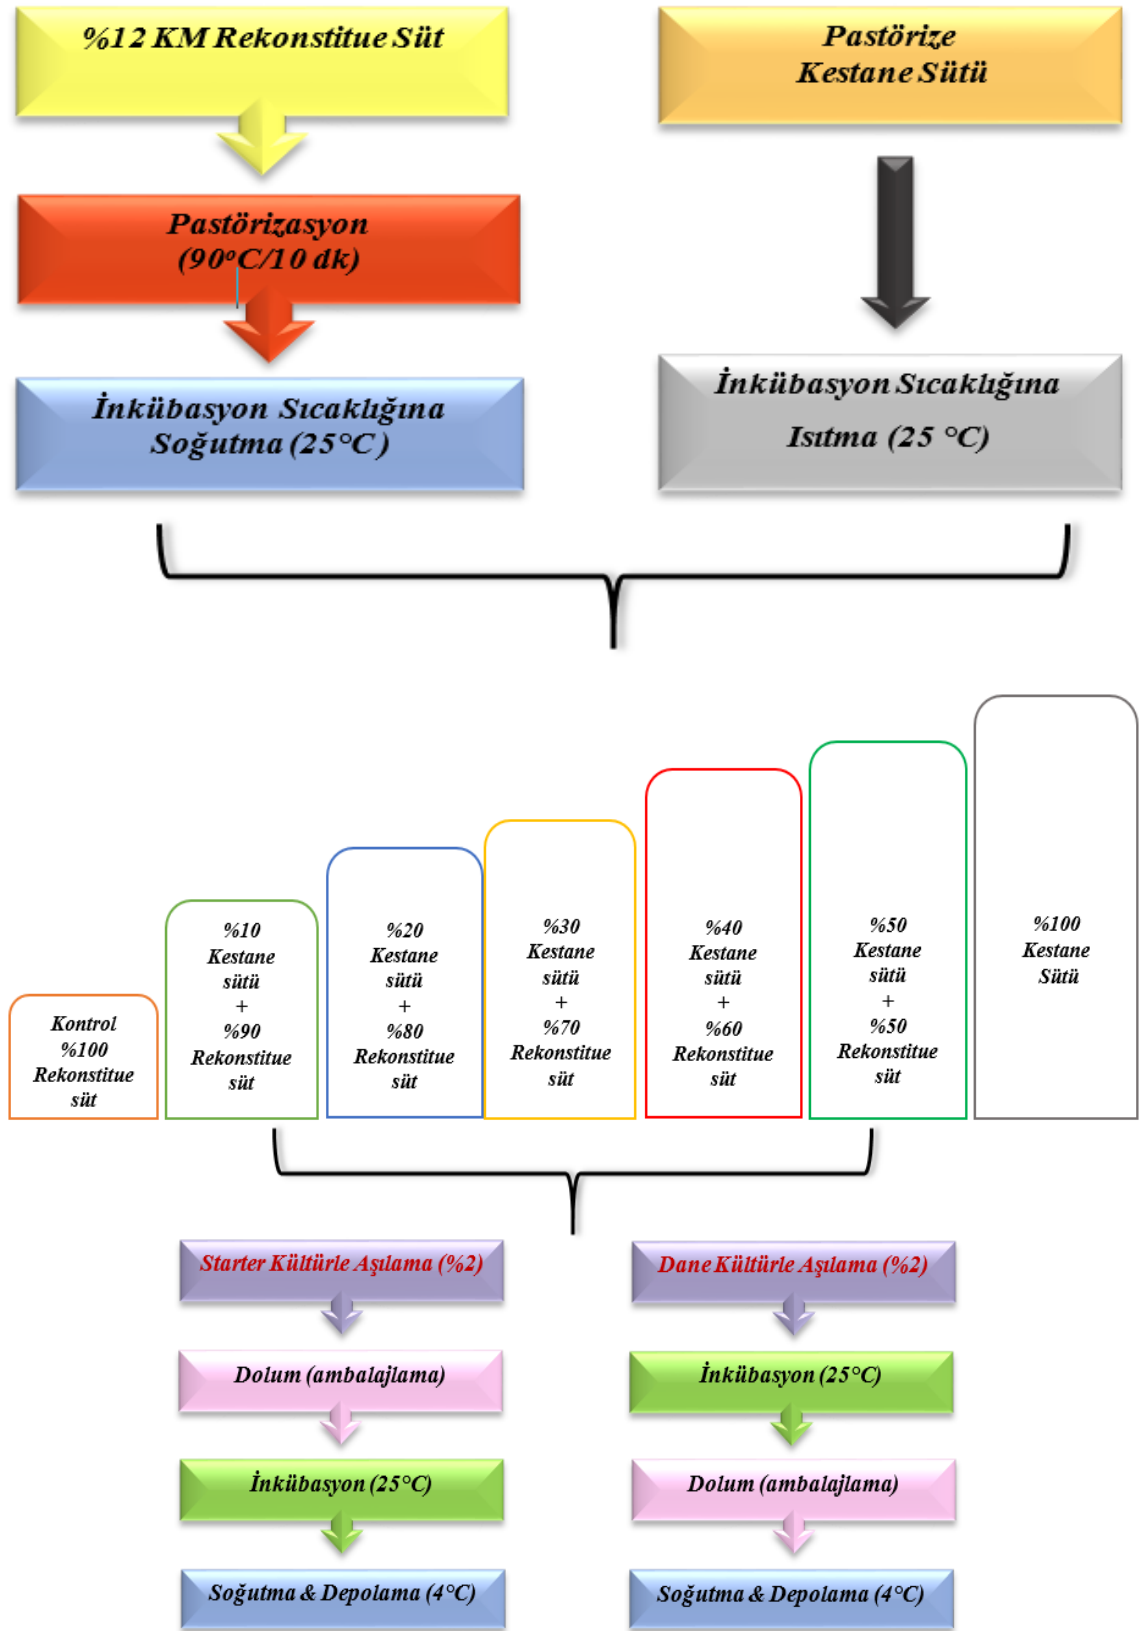 %12 KM Rekonstitue Süt
Pastörizasyon
(90°C/10 dk)
İnkübasyon Sıcaklığına
Soğutma (25°C )
Pastörize
Kestane Sütü
İnkübasyon Sıcaklığına
Isıtma (25 °C)
Kontrol
%100
Rekonstitue
süt
%10
Kestane
sütü
+
%90
Rekonstitue
süt
%20
Kestane
sütü
+
%80
Rekonstitue
süt
%30
Kestane
sütü
+
%70
Rekonstitue
süt
%40
Kestane
sütü
+
%60
Rekonstitue
süt
%50
Kestane
sütü
+
%50
Rekonstitue
süt
%100
Kestane
Sütü
Starter Kültürle Aşılama (%2)
Dolum (ambalajlama)
İnkübasyon (25°C)
Soğutma & Depolama (4°C)
Dane Kültürle Aşılama (%2)
İnkübasyon (25°C)
Dolum (ambalajlama)
Soğutma & Depolama (4°C)